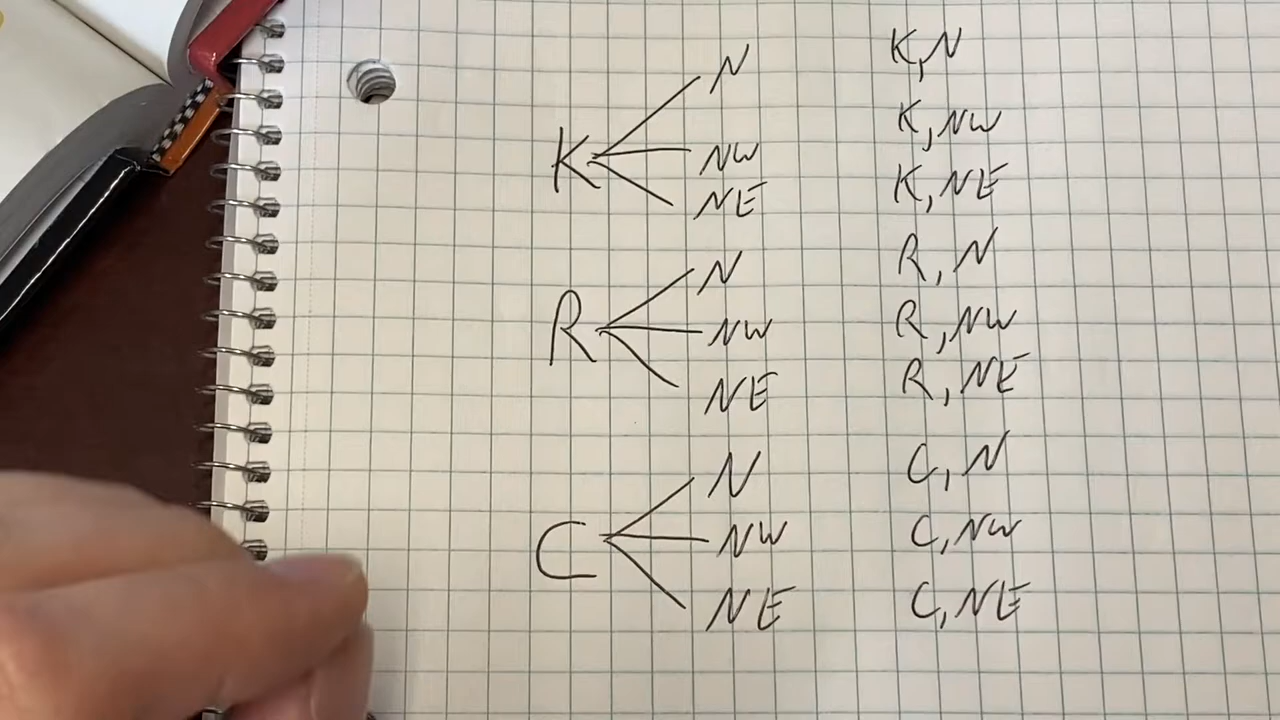 N K,N
K NW K,NW
NE K,NE
N R,N
R NW R,NW
NE R,NE
N C,N
C NW C,NW
NE C,NE